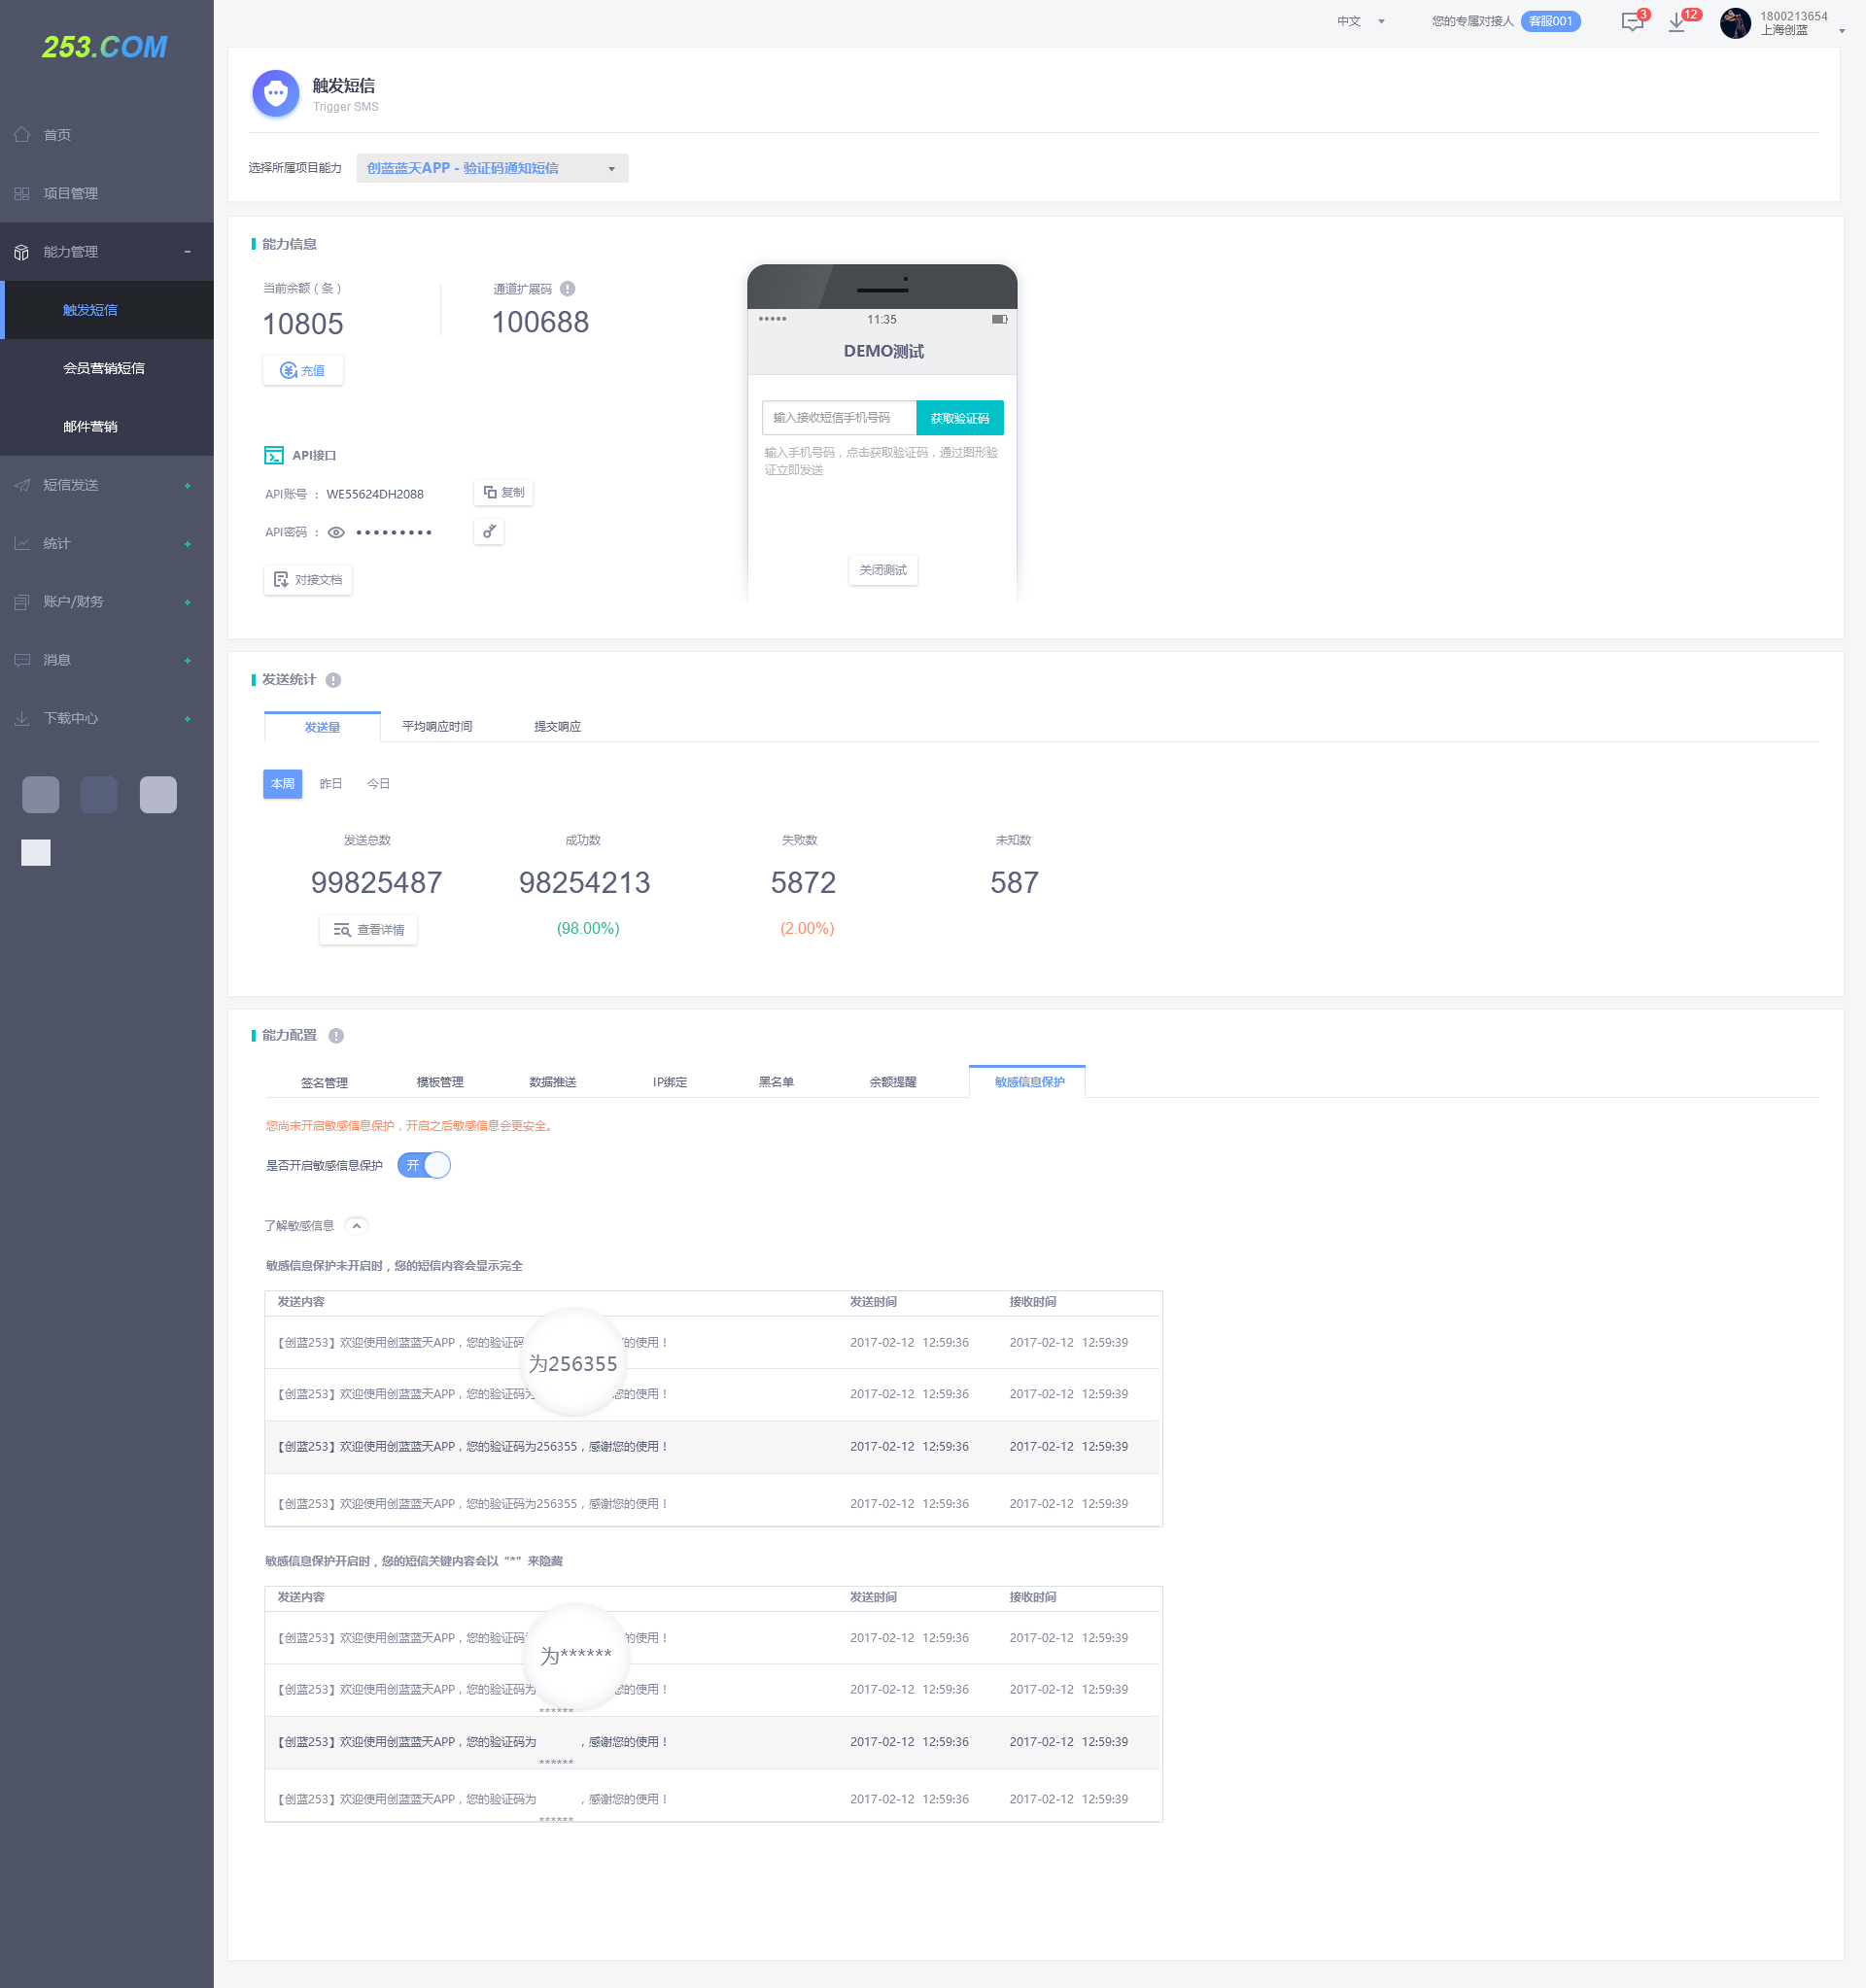 253.COM
首页
项目管理
能力管理
触发短信
会员营销短信
邮件营销
短信发送
统计
账户/财务
消息
下载中心
中文
您的专属对接人 客服001
3
12
1800213654
上海创蓝
触发短信
Trigger SMS
选择所属项目能力 创蓝蓝天APP - 验证码通知短信
能力信息
当前余额（条）
10805
充值
通道扩展码
100688
API接口
API账号 ： WE55624DH2088 复制
API密码 ： •••••••••
对接文档
11:35
DEMO测试
输入接收短信手机号码 获取验证码
输入手机号码，点击获取验证码，通过图形验
证立即发送
关闭测试
发送统计
发送量 平均响应时间 提交响应
本周 昨日 今日
发送总数 成功数 失败数 未知数
99825487 98254213 5872 587
查看详情 (98.00%) (2.00%)
能力配置
签名管理 模板管理 数据推送 IP绑定 黑名单 余额提醒 敏感信息保护
您尚未开启敏感信息保护，开启之后敏感信息会更安全。
是否开启敏感信息保护 开
了解敏感信息
敏感信息保护未开启时，您的短信内容会显示完全
发送内容 发送时间 接收时间
【创蓝253】欢迎使用创蓝蓝天APP，您的验证码 的使用！ 2017-02-12 12:59:36 2017-02-12 12:59:39
为256355
【创蓝253】欢迎使用创蓝蓝天APP，您的验证码为 您的使用！ 2017-02-12 12:59:36 2017-02-12 12:59:39
【创蓝253】欢迎使用创蓝蓝天APP，您的验证码为256355，感谢您的使用！ 2017-02-12 12:59:36 2017-02-12 12:59:39
【创蓝253】欢迎使用创蓝蓝天APP，您的验证码为256355，感谢您的使用！ 2017-02-12 12:59:36 2017-02-12 12:59:39
敏感信息保护开启时，您的短信关键内容会以“*”来隐藏
发送内容 发送时间 接收时间
【创蓝253】欢迎使用创蓝蓝天APP，您的验证码 的使用！ 2017-02-12 12:59:36 2017-02-12 12:59:39
为******
【创蓝253】欢迎使用创蓝蓝天APP，您的验证码为 您的使用！ 2017-02-12 12:59:36 2017-02-12 12:59:39
******
【创蓝253】欢迎使用创蓝蓝天APP，您的验证码为 ，感谢您的使用！ 2017-02-12 12:59:36 2017-02-12 12:59:39
******
【创蓝253】欢迎使用创蓝蓝天APP，您的验证码为 ，感谢您的使用！ 2017-02-12 12:59:36 2017-02-12 12:59:39
******